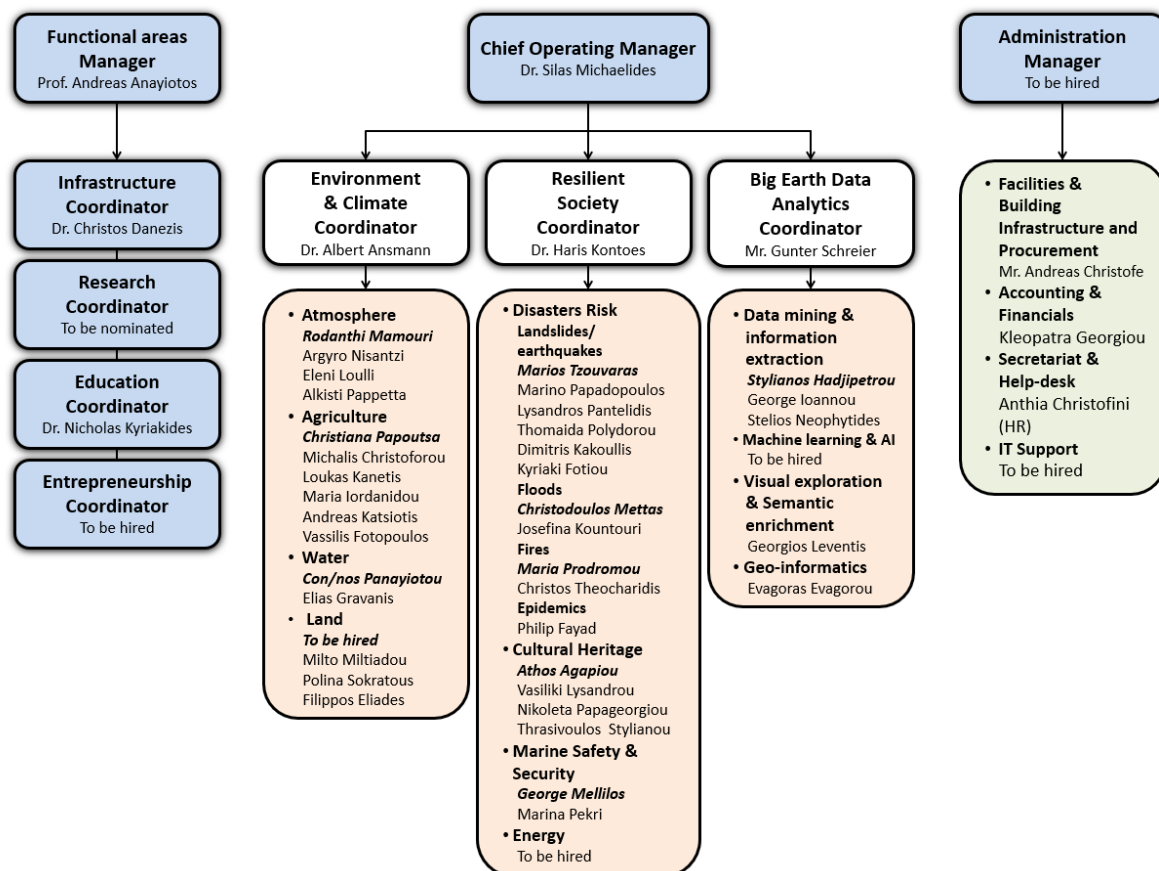 Functional areas
Manager
Prof. Andreas Anayiotos
Infrastructure
Coordinator
Dr. Christos Danezis
Research
Coordinator
To be nominated
Education
Coordinator
Dr. Nicholas Kyriakides
Entrepreneurship
Coordinator
To be hired
Chief Operating Manager
Dr. Silas Michaelides
Environment
& Climate
Coordinator
Dr. Albert Ansmann
• Atmosphere
Rodanthi Mamouri
Argyro Nisantzi
Eleni Loulli
Alkisti Pappetta
• Agriculture
Christiana Papoutsa
Michalis Christoforou
Loukas Kanetis
Maria Iordanidou
Andreas Katsiotis
Vassilis Fotopoulos
• Water
Con/nos Panayiotou
Elias Gravanis
• Land
To be hired
Milto Miltiadou
Polina Sokratous
Filippos Eliades
Resilient
Society
Coordinator
Dr. Haris Kontoes
• Disasters Risk
Landslides/
earthquakes
Marios Tzouvaras
Marino Papadopoulos
Lysandros Pantelidis
Thomaida Polydorou
Dimitris Kakoullis
Kyriaki Fotiou
Floods
Christodoulos Mettas
Josefina Kountouri
Fires
Maria Prodromou
Christos Theocharidis
Epidemics
Philip Fayad
• Cultural Heritage
Athos Agapiou
Vasiliki Lysandrou
Nikoleta Papageorgiou
Thrasivoulos Stylianou
• Marine Safety &
Security
George Mellilos
Marina Pekri
• Energy
To be hired
Big Earth Data
Analytics
Coordinator
Mr. Gunter Schreier
• Data mining &
information
extraction
Stylianos Hadjipetrou
George Ioannou
Stelios Neophytides
• Machine learning & AI
To be hired
• Visual exploration
& Semantic
enrichment
Georgios Leventis
• Geo-informatics
Evagoras Evagorou
Administration
Manager
To be hired
• Facilities &
Building
Infrastructure and
Procurement
Mr. Andreas Christofe
• Accounting &
Financials
Kleopatra Georgiou
• Secretariat &
Help-desk
Anthia Christofini
(HR)
• IT Support
To be hired